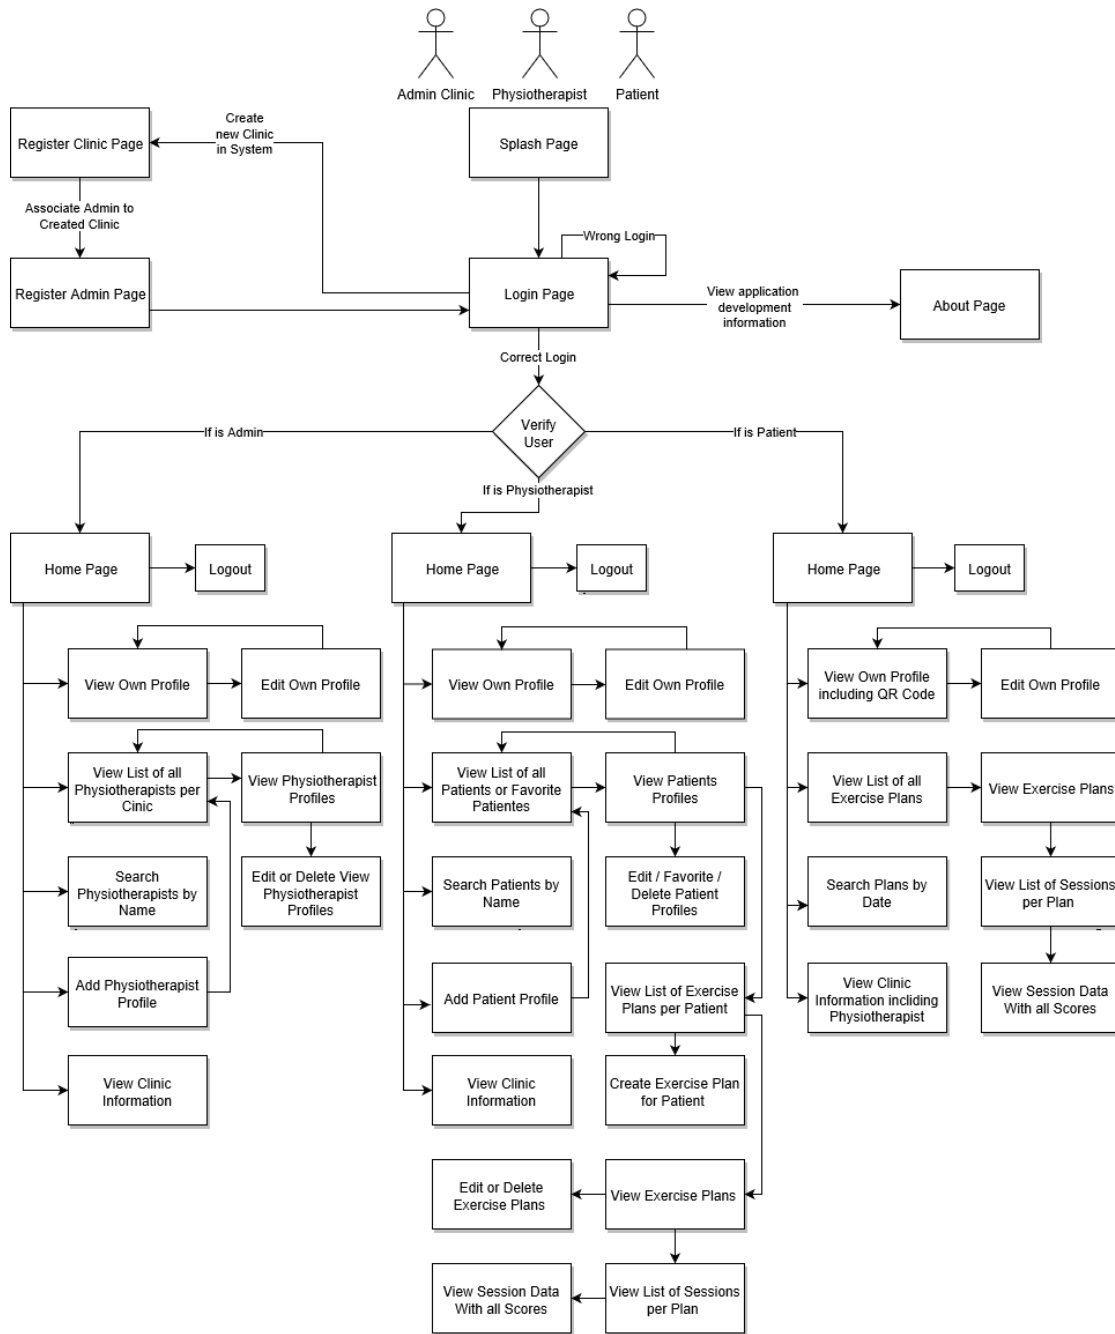 Admin Clinic
Physiotherapist
Patient
Register Clinic Page
Create
new Clinic
in System
Splash Page
Associate Admin to
Created Clinic
Wrong Login
Register Admin Page
Login Page
View application
development
information
About Page
Correct Login
Verify
User
If is Admin
If is Patient
If is Physiotherapist
Home Page
Logout
Home Page
Logout
Home Page
Logout
View Own Profile
Edit Own Profile
View Own Profile
Edit Own Profile
View Own Profile
including QR Code
Edit Own Profile
View List of all
Physiotherapists per
Cinic
View Physiotherapist
Profiles
View List of all
Patients or Favorite
Patientes
View Patients
Profiles
View List of all
Exercise Plans
View Exercise Plans
Search
Physiotherapists by
Name
Edit or Delete View
Physiotherapist
Profiles
Search Patients by
Name
Edit / Favorite /
Delete Patient
Profiles
Search Plans by
Date
View List of Sessions
per Plan
Add Physiotherapist
Profile
Add Patient Profile
View List of Exercise
Plans per Patient
View Clinic
Information including
Physiotherapist
View Session Data
With all Scores
View Clinic
Information
View Clinic
Information
Create Exercise Plan
for Patient
Edit or Delete
Exercise Plans
View Exercise Plans
View Session Data
With all Scores
View List of Sessions
per Plan